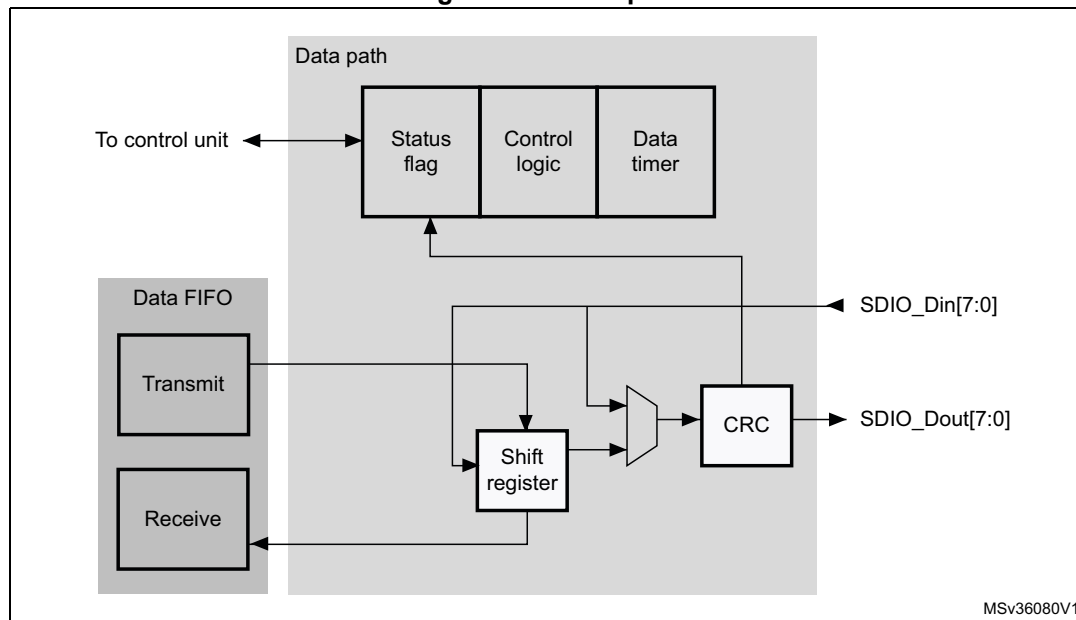 Data path
To control unit
Status
flag
Control
logic
Data
timer
Data FIFO
SDIO_Din[7:0]
Transmit
CRC
SDIO_Dout[7:0]
Shift
register
Receive
MSv36080V1